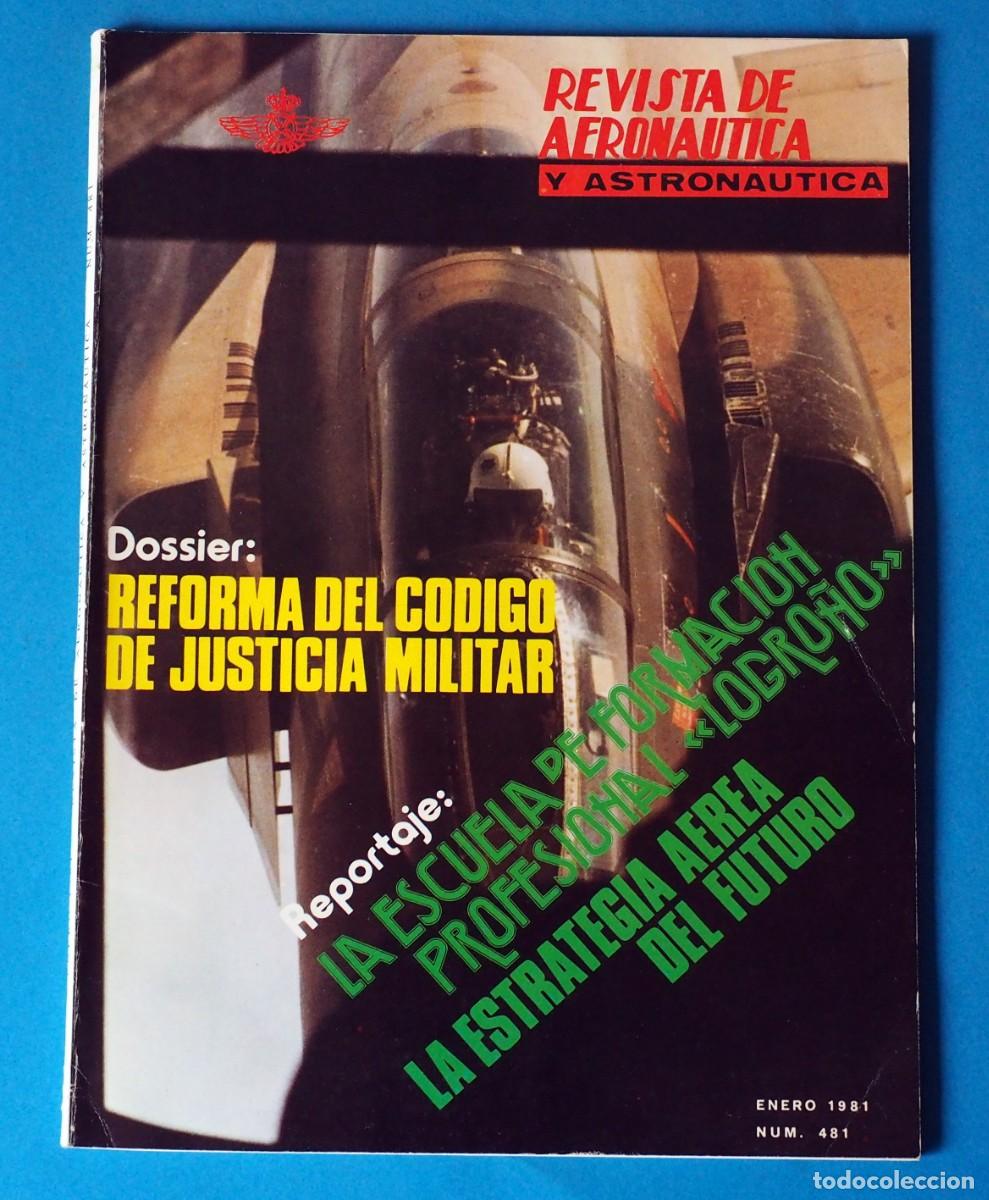 REVISTA DE
AERONAUTICA
Y ASTRONAUTICA
Dossier:
REFORMA DEL CODIGO
DE JUSTICIA MILITAR
Reportaje:
LA ESCUELA DE FORMACION
PROFESIONAL «LOGROÑO»
LA ESTRATEGIA AEREA
DEL FUTURO
ENERO 1981
NUM. 481
todocoleccion